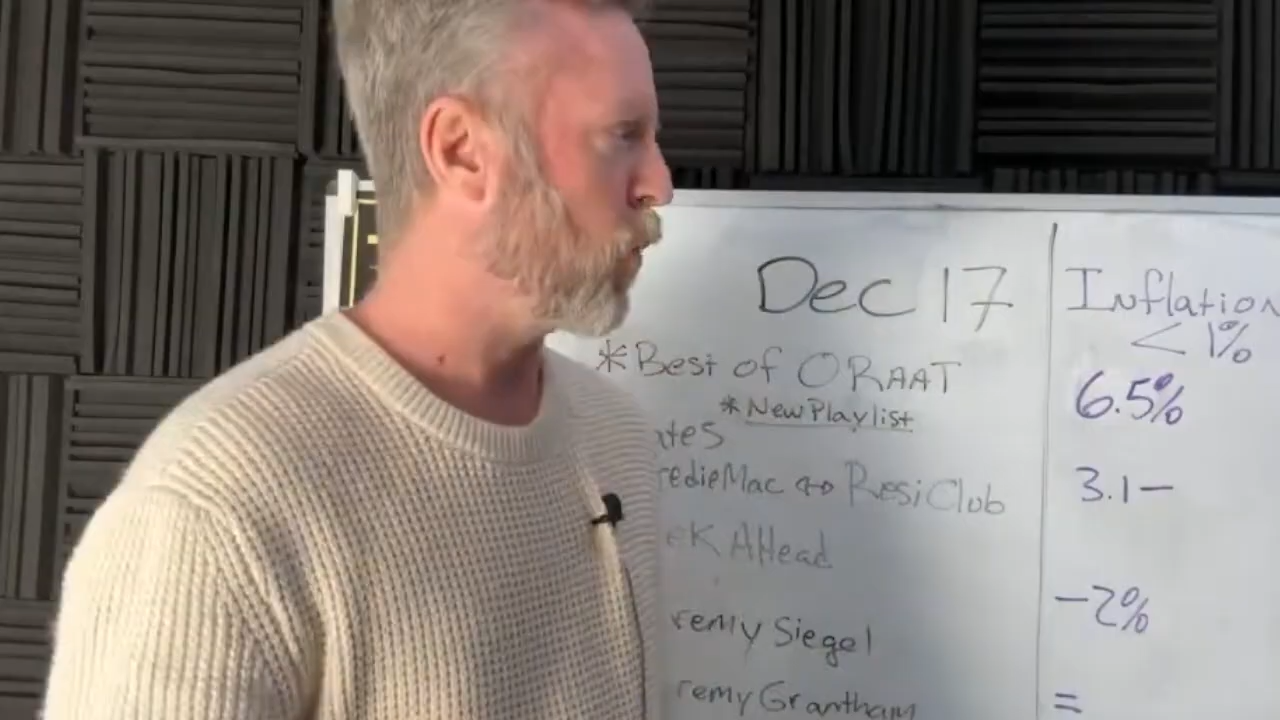 Dec 17
*Best of ORAAT
*New Playlist
ates
redieMac ↔ ResiClub
eK AHead
remy Siegel
remy Grantham
Inflation
< 1%
6.5%
3.1—
-2%
=